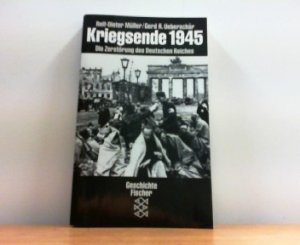 Rolf-Dieter Müller/Gerd R. Ueberschär
Kriegsende 1945
Die Zerstörung des Deutschen Reiches
Geschichte
Fischer